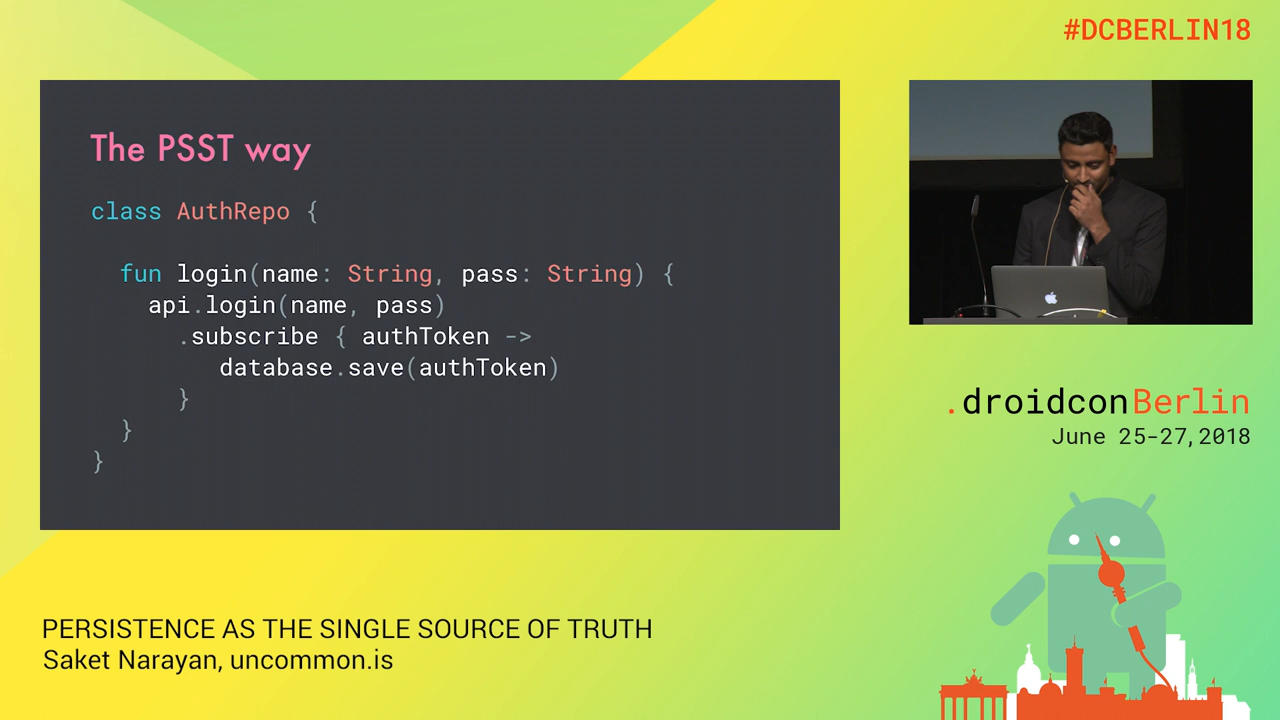 #DCBERLIN18
The PSST way
class AuthRepo {
fun login(name: String, pass: String) {
api.login(name, pass)
.subscribe { authToken ->
database.save(authToken)
}
}
}
.droidconBerlin
June 25-27, 2018
PERSISTENCE AS THE SINGLE SOURCE OF TRUTH
Saket Narayan, uncommon.is